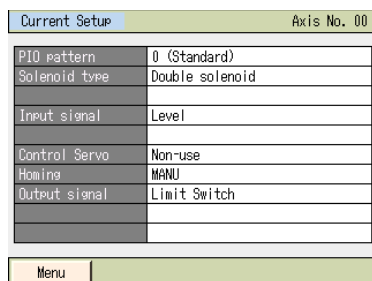 Current Setup Axis No. 00
PIO pattern 0 (Standard)
Solenoid type Double solenoid
Input signal Level
Control Servo Non-use
Homing MANU
Output signal Limit Switch
Menu